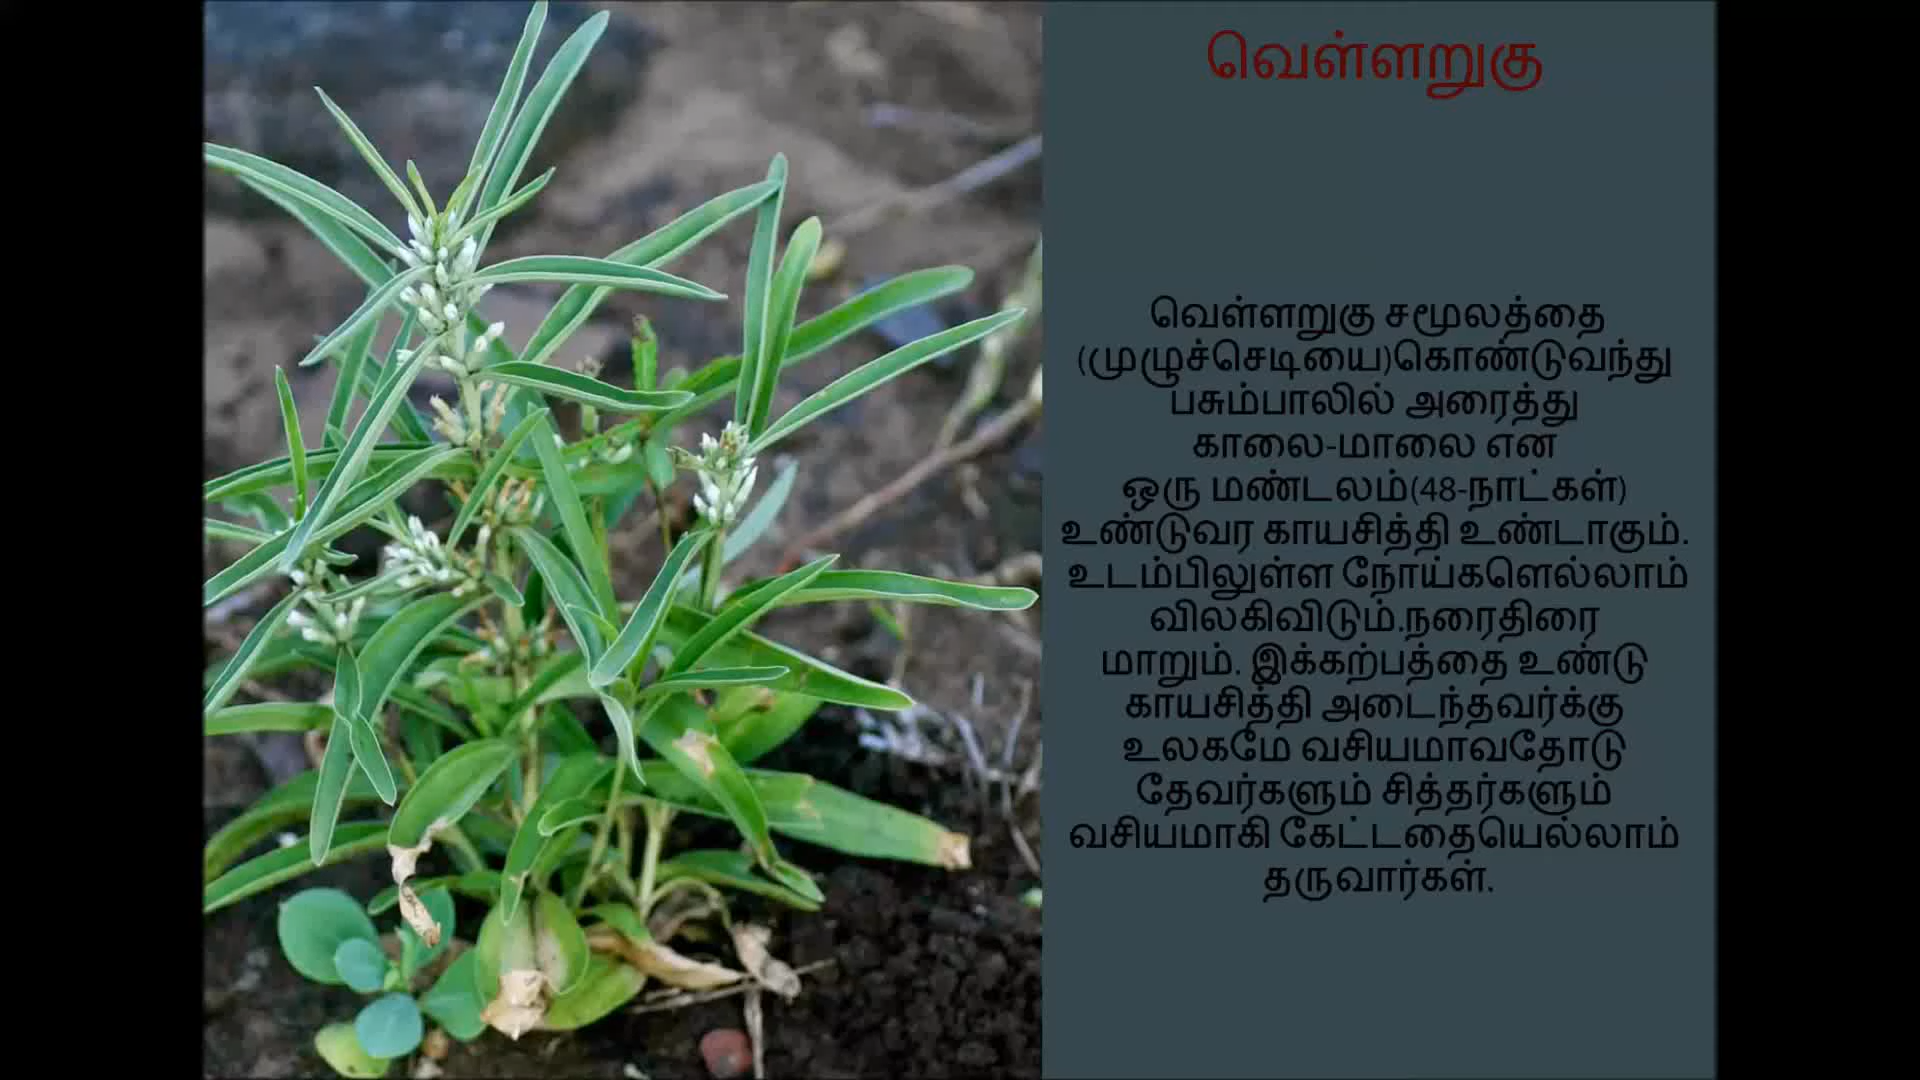 வெள்ளறுகு
வெள்ளறுகு சமூலத்தை
(முழுச்செடியை)கொண்டுவந்து
பசும்பாலில் அரைத்து
காலை-மாலை என
ஒரு மண்டலம்(48-நாட்கள்)
உண்டுவர காயசித்தி உண்டாகும்.
உடம்பிலுள்ள நோய்களெல்லாம்
விலகிவிடும்.நரைதிரை
மாறும். இக்கற்பத்தை உண்டு
காயசித்தி அடைந்தவர்க்கு
உலகமே வசியமாவதோடு
தேவர்களும் சித்தர்களும்
வசியமாகி கேட்டதையெல்லாம்
தருவார்கள்.